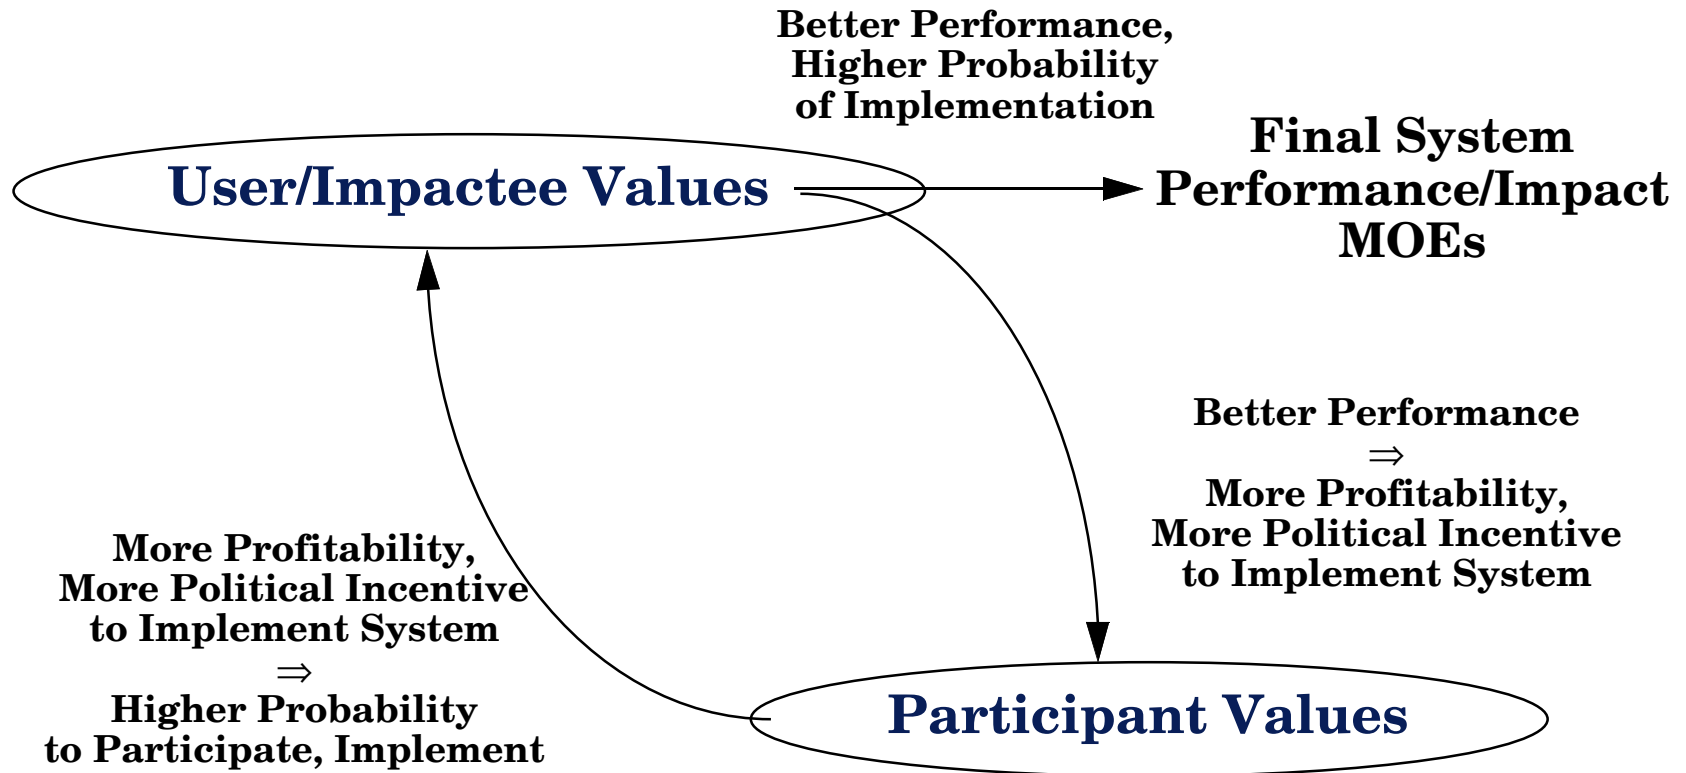 Better Performance,
Higher Probability
of Implementation
User/Impactee Values
Final System
Performance/Impact
MOEs
Better Performance
⇒
More Profitability,
More Political Incentive
to Implement System
More Profitability,
More Political Incentive
to Implement System
⇒
Higher Probability
to Participate, Implement
Participant Values